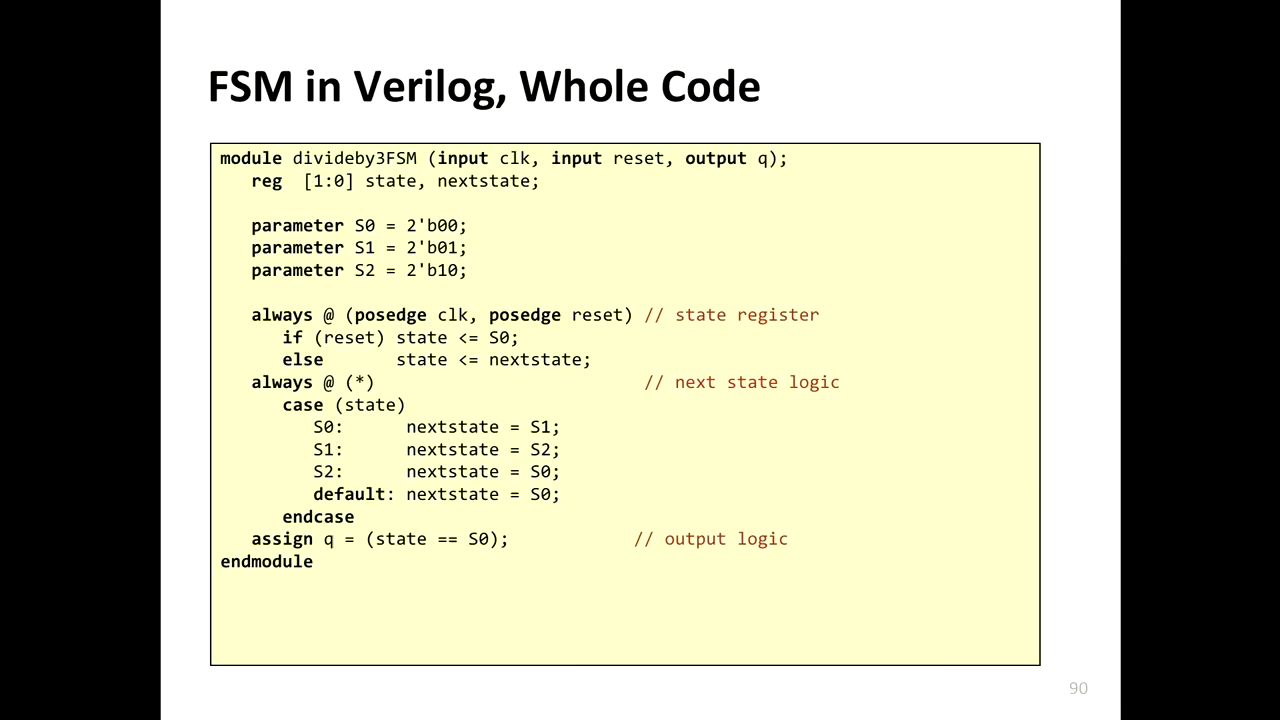 FSM in Verilog, Whole Code
module divideby3FSM (input clk, input reset, output q);
   reg  [1:0] state, nextstate;

   parameter S0 = 2'b00;
   parameter S1 = 2'b01;
   parameter S2 = 2'b10;

   always @ (posedge clk, posedge reset) // state register
      if (reset) state <= S0;
      else       state <= nextstate;
   always @ (*)                          // next state logic
      case (state)
         S0:      nextstate = S1;
         S1:      nextstate = S2;
         S2:      nextstate = S0;
         default: nextstate = S0;
      endcase
   assign q = (state == S0);            // output logic
endmodule
90